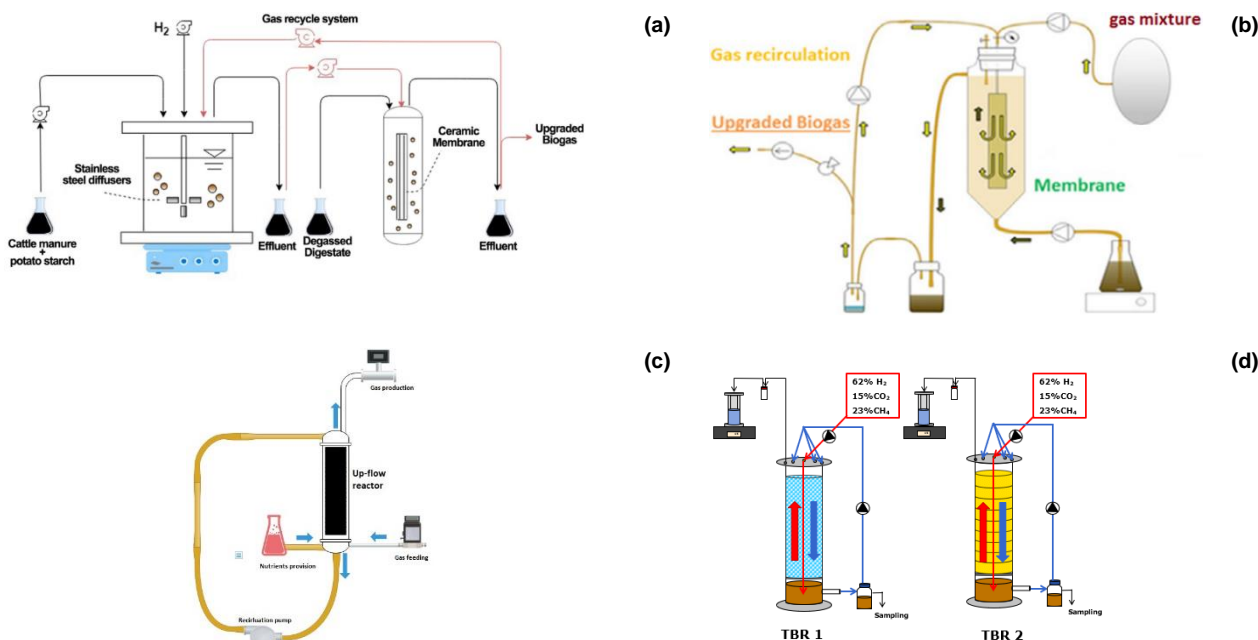 (a)
Gas recycle system
H2
Stainless
steel diffusers
Ceramic
Membrane
Upgraded
Biogas
Cattle manure
+
potato starch
Effluent
Degassed
Digestate
Effluent
(b)
gas mixture
Gas recirculation
Upgraded Biogas
Membrane
(c)
Gas production
Up-flow
reactor
Nutrients provision
Gas feeding
Recirluation pump
(d)
62% H2
15%CO2
23%CH4
62% H2
15%CO2
23%CH4
Sampling
Sampling
TBR 1
TBR 2